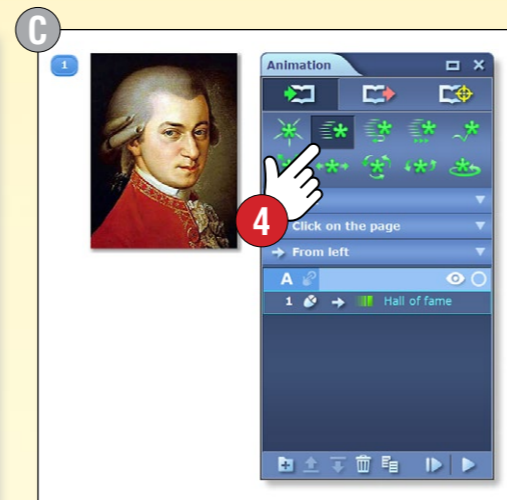 C
1
Animation
4
Click on the page
From left
A
1 Hall of fame